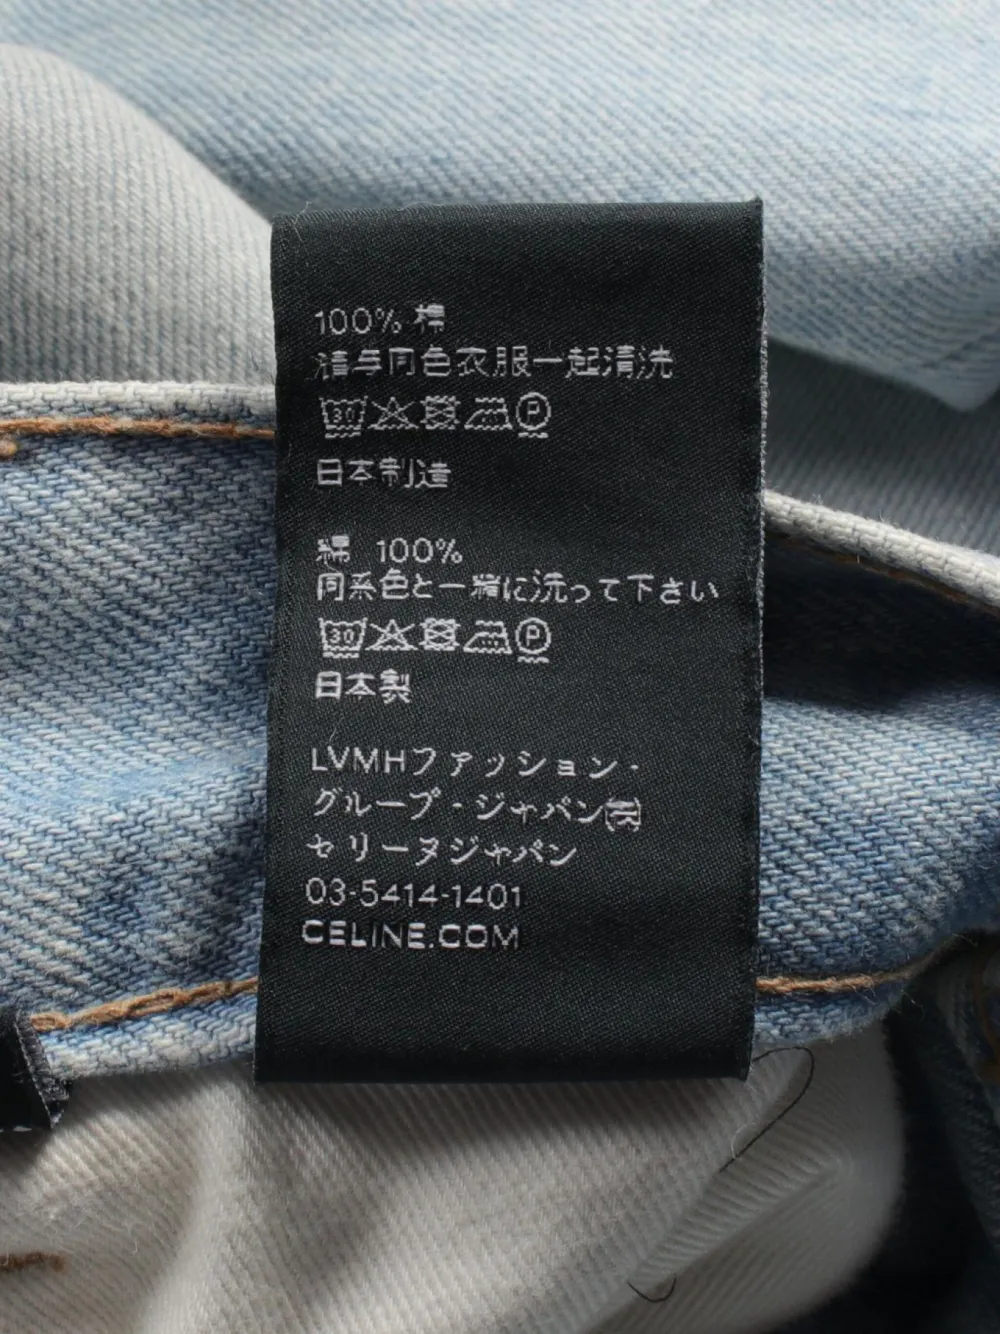 100% 棉
请与同色衣服一起清洗
30 P
日本制造
綿 100%
同系色と一緒に洗って下さい
30 P
日本製
LVMHファッション・
グループ・ジャパン㈱
セリーヌジャパン
03-5414-1401
CELINE.COM